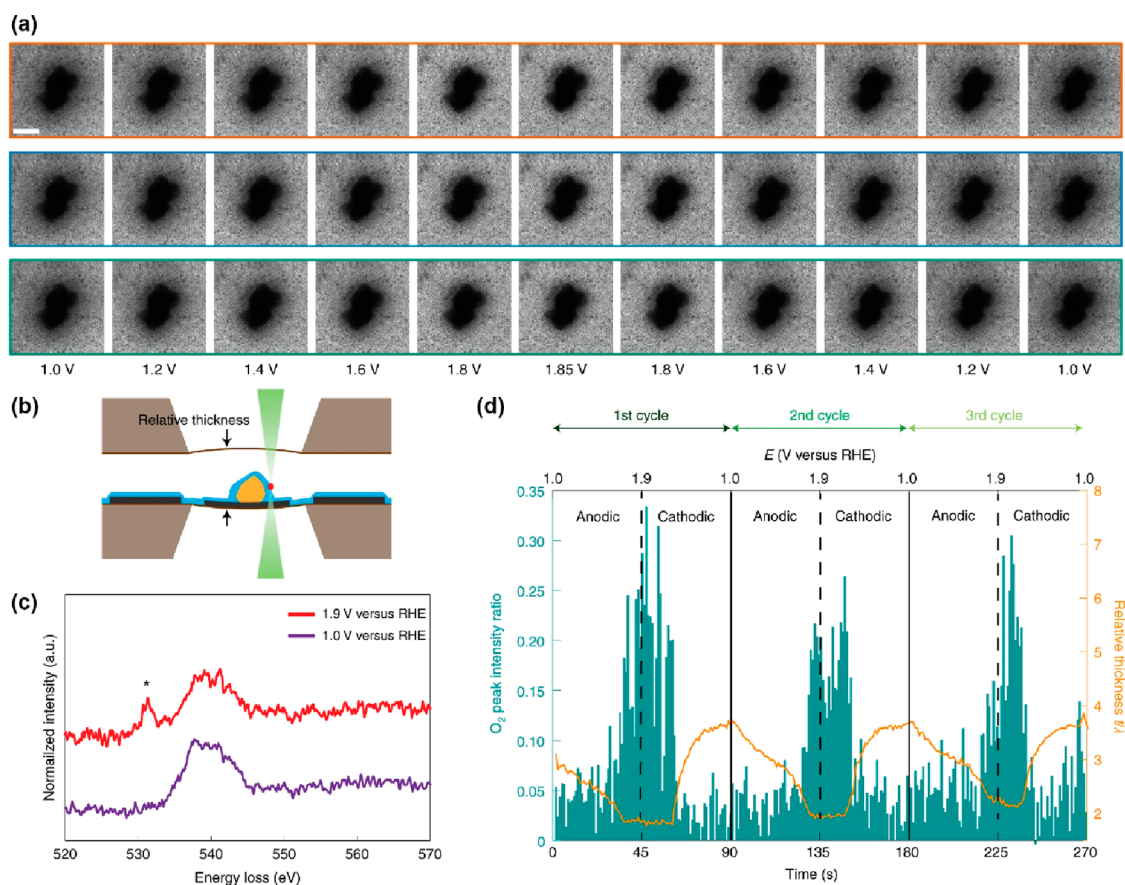 (a)
1.0 V 1.2 V 1.4 V 1.6 V 1.8 V 1.85 V 1.8 V 1.6 V 1.4 V 1.2 V 1.0 V
(b)
Relative thickness
(c)
Normalized intensity (a.u.)
1.9 V versus RHE
1.0 V versus RHE
*
520 530 540 550 560 570
Energy loss (eV)
(d)
1st cycle 2nd cycle 3rd cycle
E (V versus RHE)
1.0 1.9 1.0 1.9 1.0 1.9 1.0
Anodic Cathodic Anodic Cathodic Anodic Cathodic
O₂ peak intensity ratio
0.35
0.30
0.25
0.20
0.15
0.10
0.05
0
Relative thickness t/λ
8
7
6
5
4
3
2
0 45 90 135 180 225 270
Time (s)